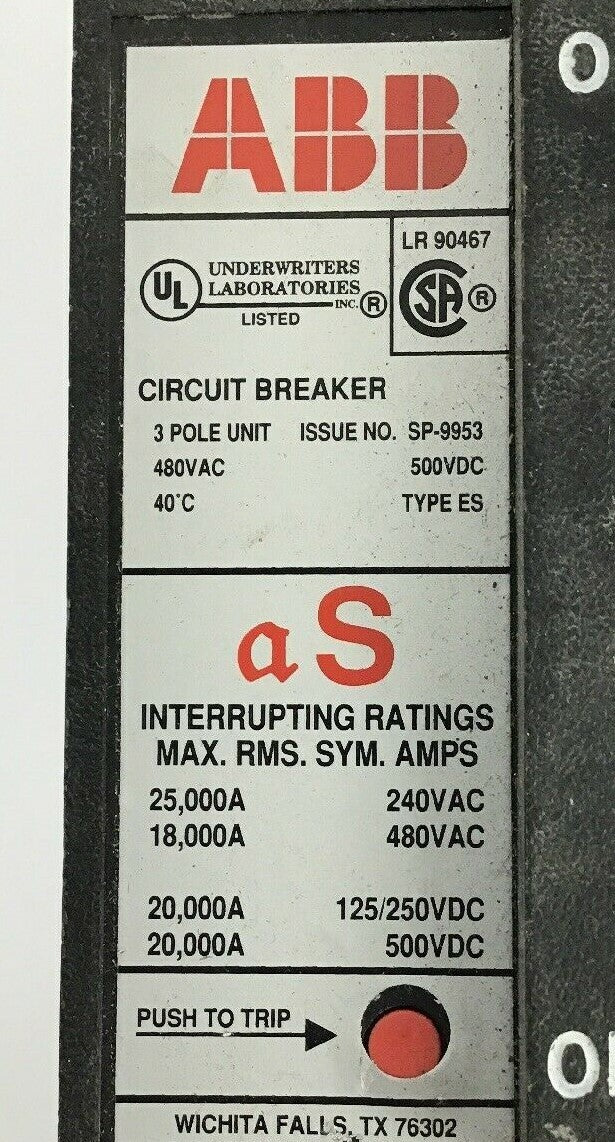 ABB
LR 90467
UL UNDERWRITERS
LABORATORIES
INC. ®
LISTED
SA ®
CIRCUIT BREAKER
3 POLE UNIT ISSUE NO. SP-9953
480VAC 500VDC
40°C TYPE ES
a S
INTERRUPTING RATINGS
MAX. RMS. SYM. AMPS
25,000A 240VAC
18,000A 480VAC
20,000A 125/250VDC
20,000A 500VDC
PUSH TO TRIP
WICHITA FALLS, TX 76302